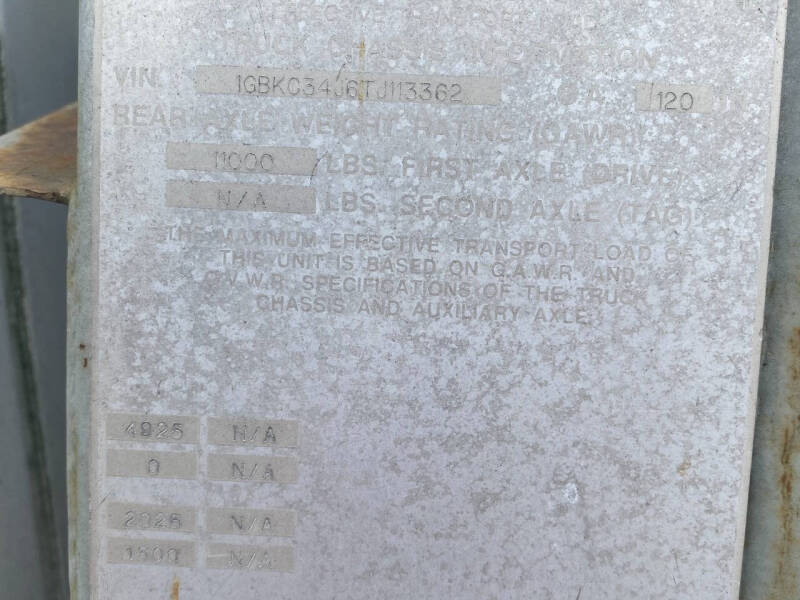 TRUCK CHASSIS INFORMATION
VIN 1GBKC34J6TJ113362 C.A. 120 IN.
REAR AXLE WEIGHT RATING (GAWR)
11000 LBS. FIRST AXLE (DRIVE)
N/A LBS. SECOND AXLE (TAG)
THE MAXIMUM EFFECTIVE TRANSPORT LOAD OF
THIS UNIT IS BASED ON G.A.W.R. AND
G.V.W.R. SPECIFICATIONS OF THE TRUCK
CHASSIS AND AUXILIARY AXLE.
4925 N/A
0 N/A
N/A
1500 N/A